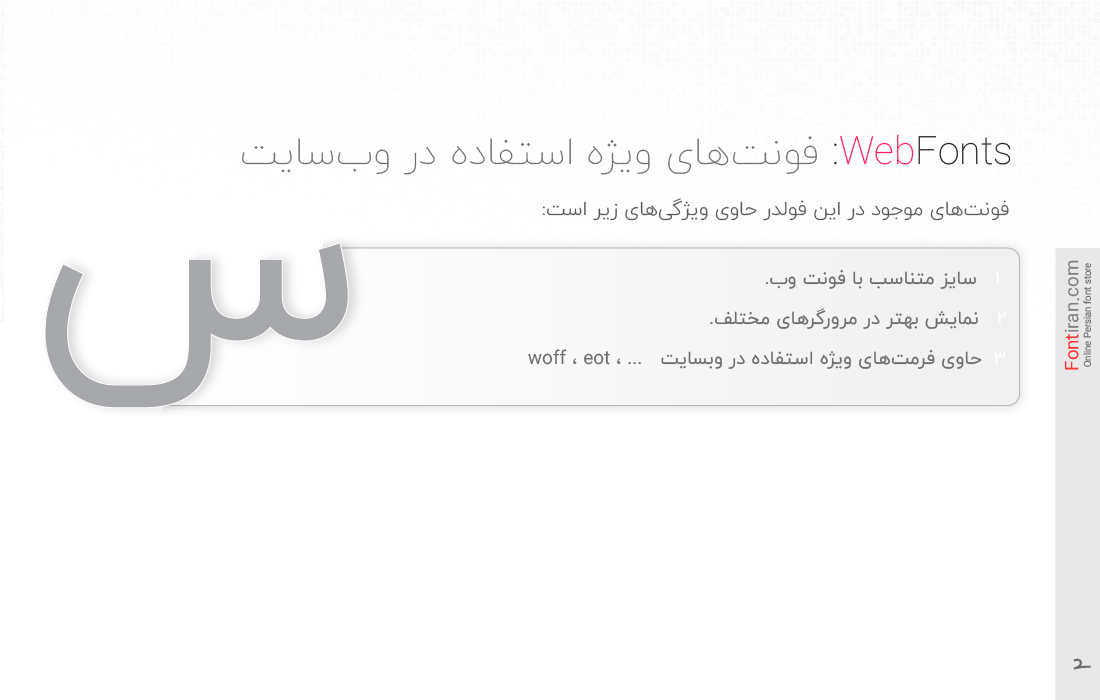 WebFonts: فونت‌های ویژه استفاده در وب‌سایت
فونت‌های موجود در این فولدر حاوی ویژگی‌های زیر است:
۱ سایز متناسب با فونت وب.
۲ نمایش بهتر در مرورگرهای مختلف.
۳ حاوی فرمت‌های ویژه استفاده در وبسایت woff ، eot ، ...
س
Fontiran.com
Online Persian font store
۲